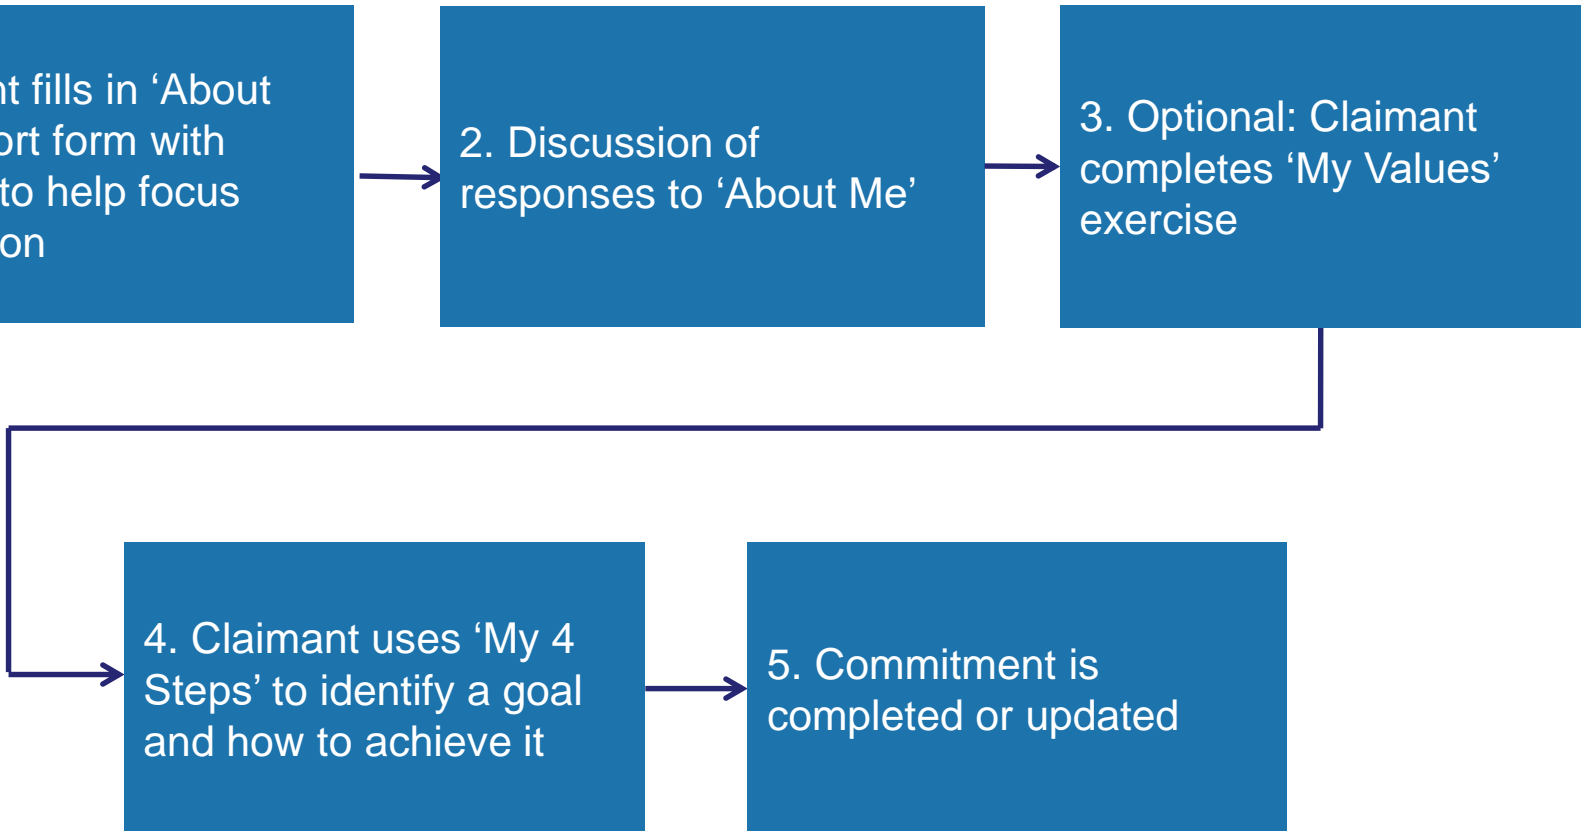 nt fills in ‘About
ort form with
to help focus
on
2. Discussion of
responses to ‘About Me’
3. Optional: Claimant
completes ‘My Values’
exercise
4. Claimant uses ‘My 4
Steps’ to identify a goal
and how to achieve it
5. Commitment is
completed or updated